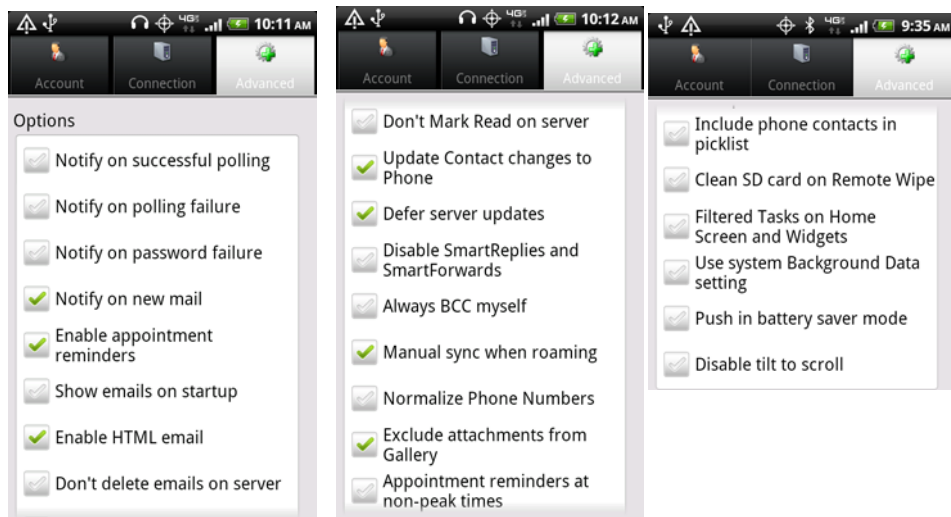 4G
10:11 AM
Account
Connection
Advanced
Options
Notify on successful polling
Notify on polling failure
Notify on password failure
Notify on new mail
Enable appointment
reminders
Show emails on startup
Enable HTML email
Don't delete emails on server
4G
10:12 AM
Account
Connection
Advanced
Don't Mark Read on server
Update Contact changes to
Phone
Defer server updates
Disable SmartReplies and
SmartForwards
Always BCC myself
Manual sync when roaming
Normalize Phone Numbers
Exclude attachments from
Gallery
Appointment reminders at
non-peak times
4G
9:35 AM
Account
Connection
Advanced
Include phone contacts in
picklist
Clean SD card on Remote Wipe
Filtered Tasks on Home
Screen and Widgets
Use system Background Data
setting
Push in battery saver mode
Disable tilt to scroll